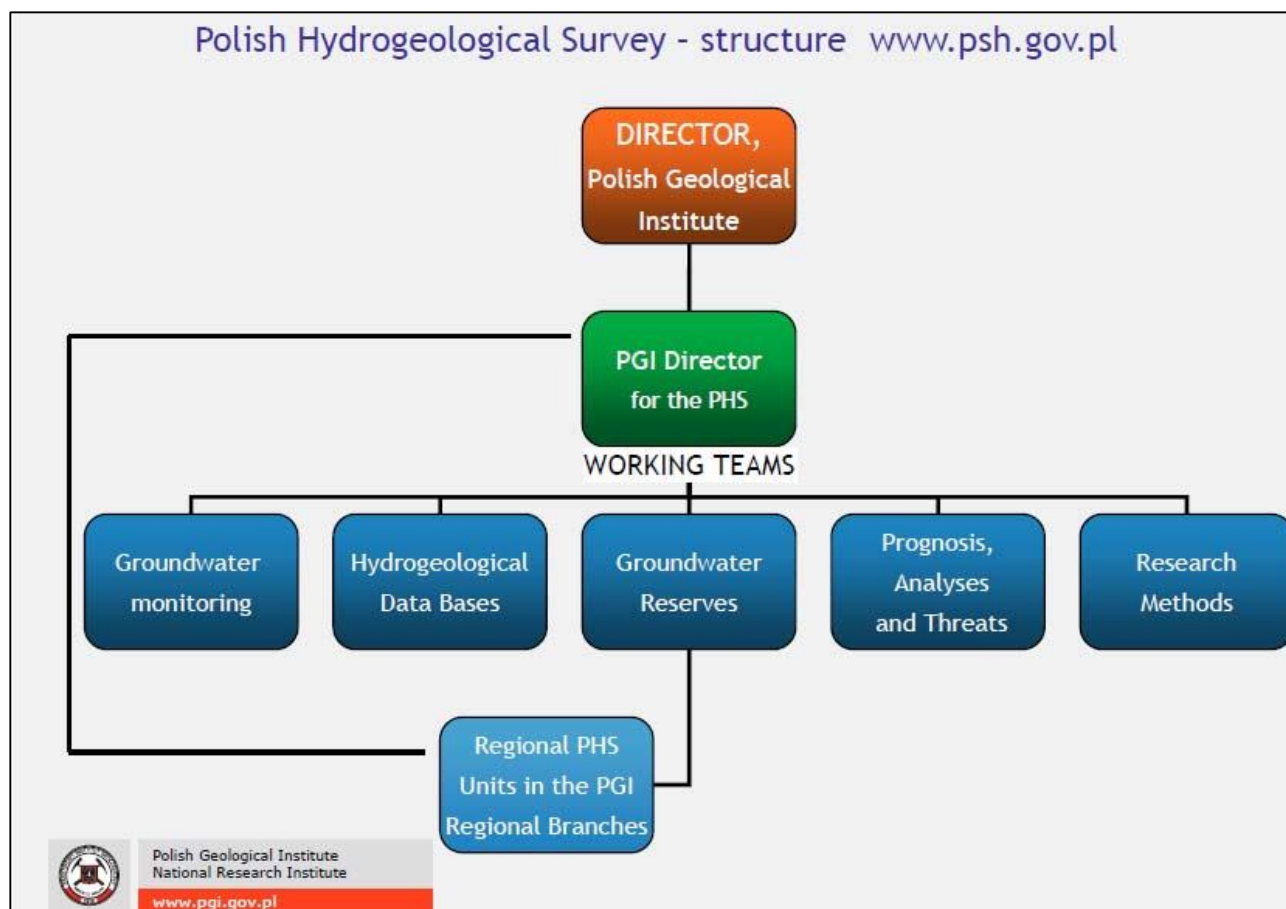 Polish Hydrogeological Survey - structure www.psh.gov.pl
DIRECTOR,
Polish Geological
Institute
PGI Director
for the PHS
WORKING TEAMS
Groundwater
monitoring
Hydrogeological
Data Bases
Groundwater
Reserves
Prognosis,
Analyses
and Threats
Research
Methods
Regional PHS
Units in the PGI
Regional Branches
Polish Geological Institute
National Research Institute
www.pgi.gov.pl